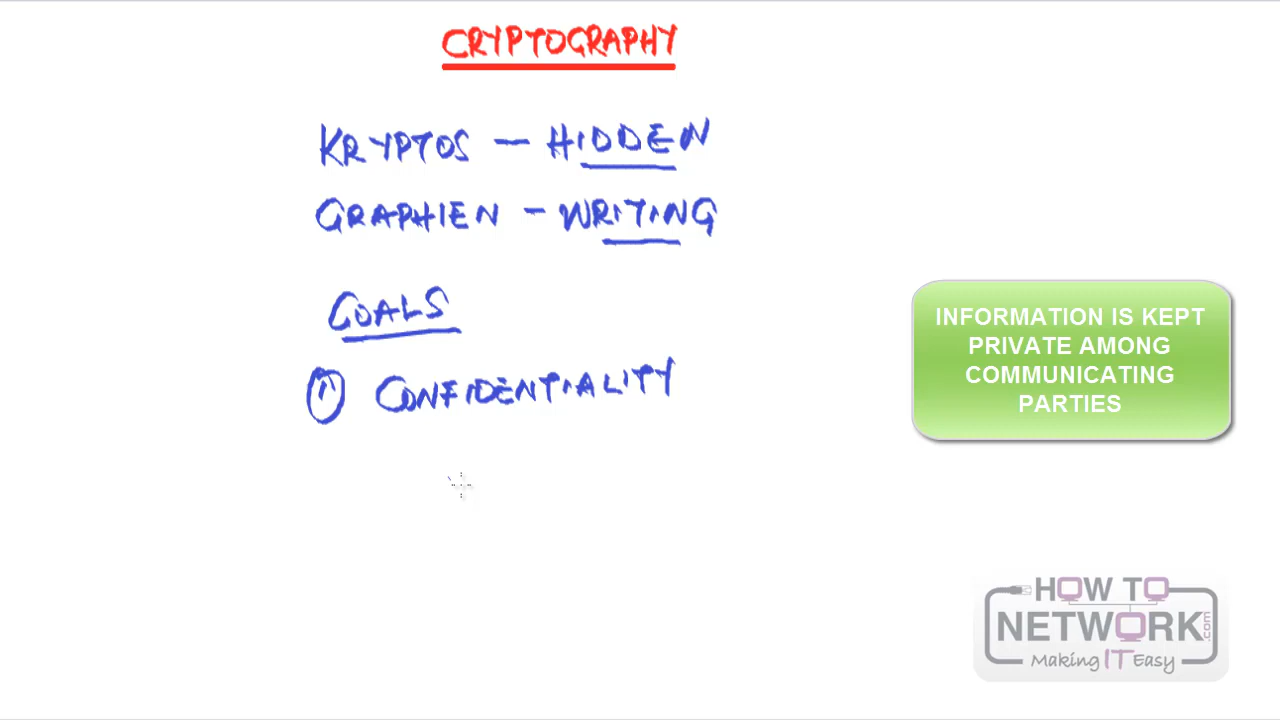 CRYPTOGRAPHY
KRYPTOS — HIDDEN
GRAPHIEN – WRITING
GOALS
① CONFIDENTIALITY
INFORMATION IS KEPT
PRIVATE AMONG
COMMUNICATING
PARTIES
HOW TO
NETWORK.com
Making IT Easy